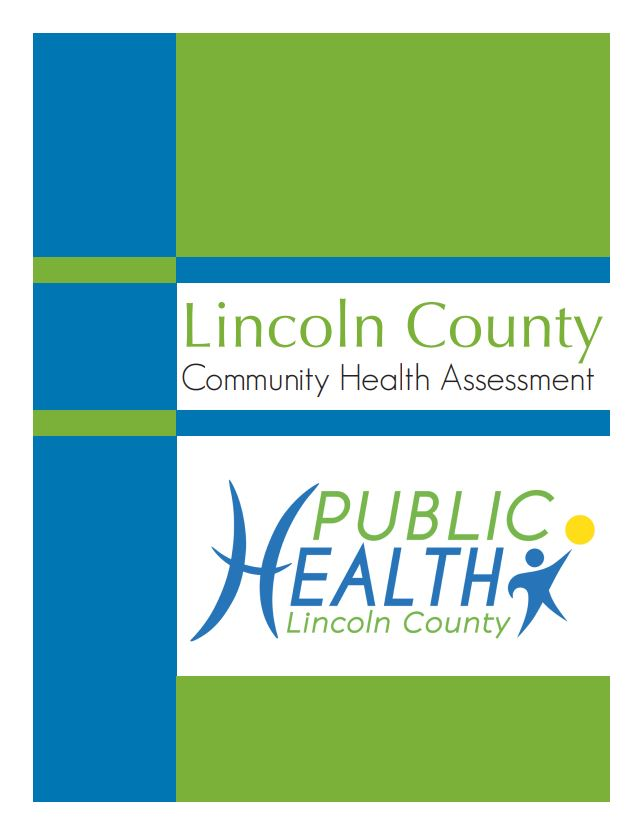 Lincoln County
Community Health Assessment
PUBLIC
HEALTH
Lincoln County